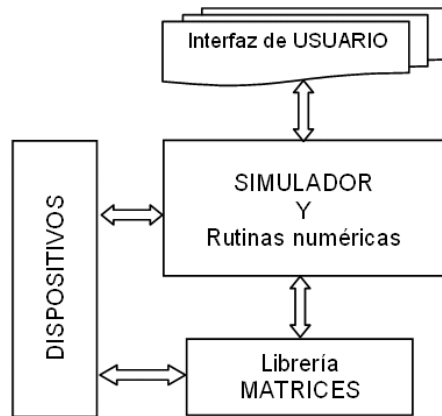 Interfaz de USUARIO
SIMULADOR
Y
Rutinas numéricas
DISPOSITIVOS
Librería
MATRICES